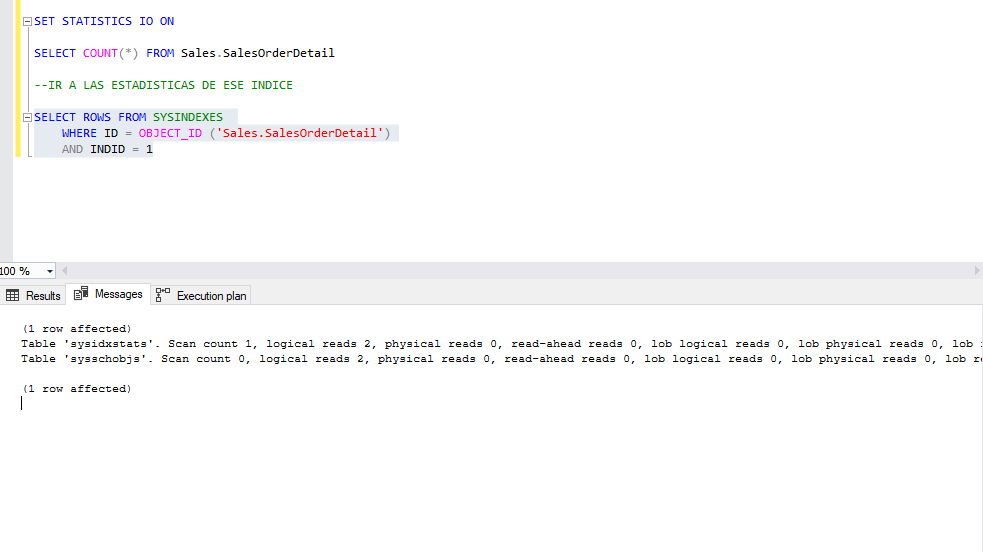 SET STATISTICS IO ON
SELECT COUNT(*) FROM Sales.SalesOrderDetail
--IR A LAS ESTADISTICAS DE ESE INDICE
SELECT ROWS FROM SYSINDEXES
WHERE ID = OBJECT_ID ('Sales.SalesOrderDetail')
AND INDID = 1
100 %
Results Messages Execution plan
(1 row affected)
Table 'sysidxstats'. Scan count 1, logical reads 2, physical reads 0, read-ahead reads 0, lob logical reads 0, lob physical reads 0, lob
Table 'sysschobjs'. Scan count 0, logical reads 2, physical reads 0, read-ahead reads 0, lob logical reads 0, lob physical reads 0, lob
(1 row affected)